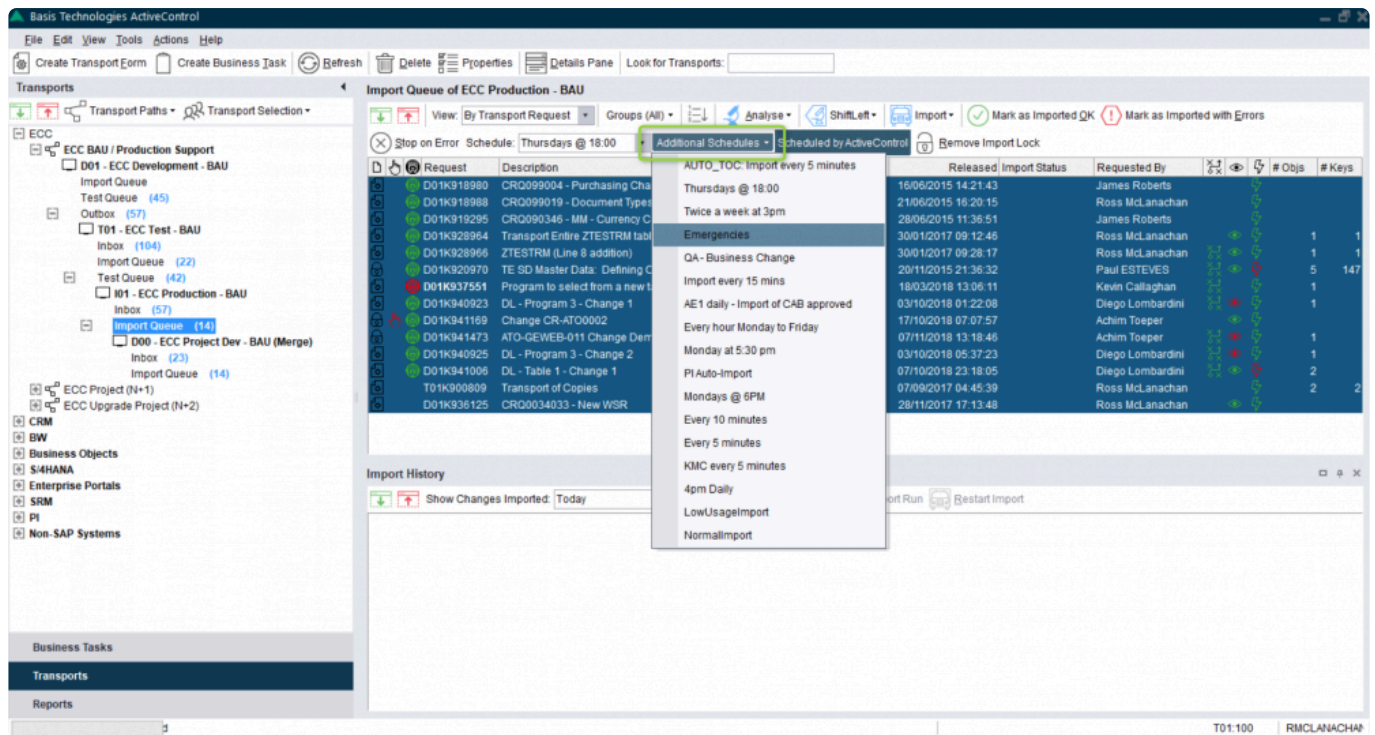 Basis Technologies ActiveControl
File Edit View Tools Actions Help
Create Transport Form Create Business Task Refresh Delete Properties Details Pane Look for Transports:
Transports
Transport Paths Transport Selection
ECC
ECC BAU / Production Support
D01 - ECC Development - BAU
Import Queue
Test Queue (45)
Outbox (57)
T01 - ECC Test - BAU
Inbox (104)
Import Queue (22)
Test Queue (42)
I01 - ECC Production - BAU
Inbox (57)
Import Queue (14)
D00 - ECC Project Dev - BAU (Merge)
Inbox (23)
Import Queue (14)
ECC Project (N+1)
ECC Upgrade Project (N+2)
CRM
BW
Business Objects
S/4HANA
Enterprise Portals
SRM
PI
Non-SAP Systems
Business Tasks
Transports
Reports
Import Queue of ECC Production - BAU
View: By Transport Request Groups (All) Analyse ShiftLeft Import Mark as Imported OK Mark as Imported with Errors
Stop on Error Schedule: Thursdays @ 18:00 Additional Schedules Scheduled by ActiveControl Remove Import Lock
Request Description Released Import Status Requested By # Objs # Keys
D01K918980 CRQ099004 - Purchasing Cha 16/06/2015 14:21:43 James Roberts
D01K918988 CRQ099019 - Document Types 21/06/2015 16:20:15 Ross McLanachan
D01K919295 CRQ090346 - MM - Currency C 28/06/2015 11:36:51 James Roberts
D01K928964 Transport Entire ZTESTRM tabl 30/01/2017 09:12:46 Ross McLanachan 1 1
D01K928966 ZTESTRM (Line 8 addition) 30/01/2017 09:28:17 Ross McLanachan 1 1
D01K920970 TE SD Master Data: Defining C 20/11/2015 21:36:32 Paul ESTEVES 5 147
D01K937551 Program to select from a new t 18/03/2018 13:06:11 Kevin Callaghan 1
D01K940923 DL - Program 3 - Change 1 03/10/2018 01:22:08 Diego Lombardini 1
D01K941169 Change CR-ATO0002 17/10/2018 07:07:57 Achim Toeper
D01K941473 ATO-GEWEB-011 Change Dem 07/11/2018 13:18:46 Achim Toeper 1
D01K940925 DL - Program 3 - Change 2 03/10/2018 05:37:23 Diego Lombardini 1
D01K941006 DL - Table 1 - Change 1 07/10/2018 23:18:05 Diego Lombardini 2
T01K900809 Transport of Copies 07/09/2017 04:45:39 Ross McLanachan 2 2
D01K936125 CRQ0034033 - New WSR 28/11/2017 17:13:48 Ross McLanachan
AUTO_TOC: Import every 5 minutes
Thursdays @ 18:00
Twice a week at 3pm
Emergencies
QA - Business Change
Import every 15 mins
AE1 daily - Import of CAB approved
Every hour Monday to Friday
Monday at 5:30 pm
PI Auto-Import
Mondays @ 6PM
Every 10 minutes
Every 5 minutes
KMC every 5 minutes
4pm Daily
LowUsageImport
NormalImport
Import History
Show Changes Imported: Today ort Run Restart Import
T01:100 RMCLANACHAN